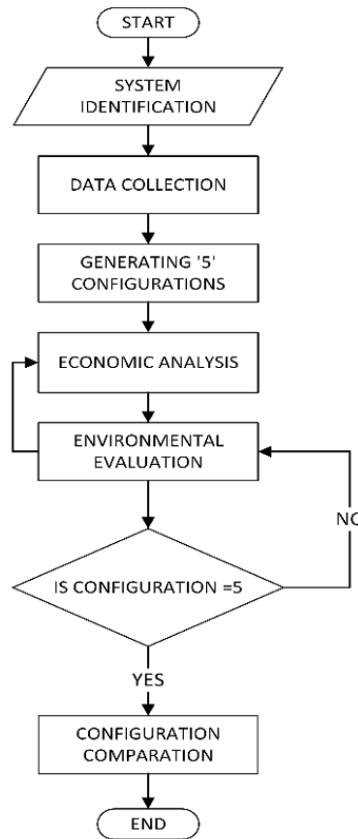 START
SYSTEM
IDENTIFICATION
DATA COLLECTION
GENERATING '5'
CONFIGURATIONS
ECONOMIC ANALYSIS
ENVIRONMENTAL
EVALUATION
NO
IS CONFIGURATION =5
YES
CONFIGURATION
COMPARATION
END